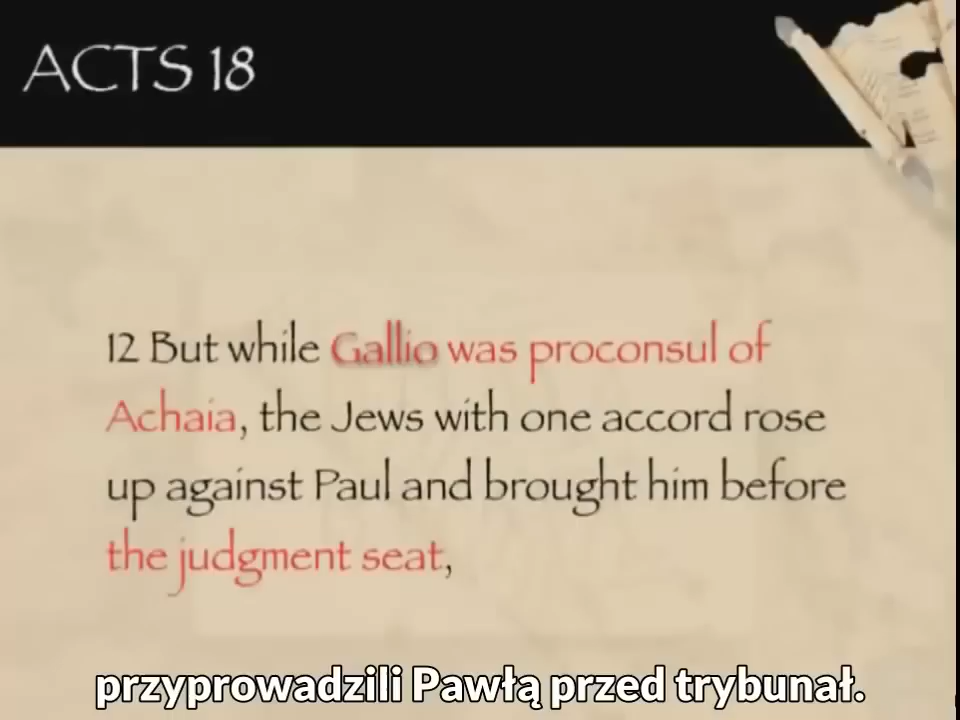 ACTS 18
12 But while Gallio was proconsul of
Achaia, the Jews with one accord rose
up against Paul and brought him before
the judgment seat,
przyprowadzili Pawłą przed trybunał.